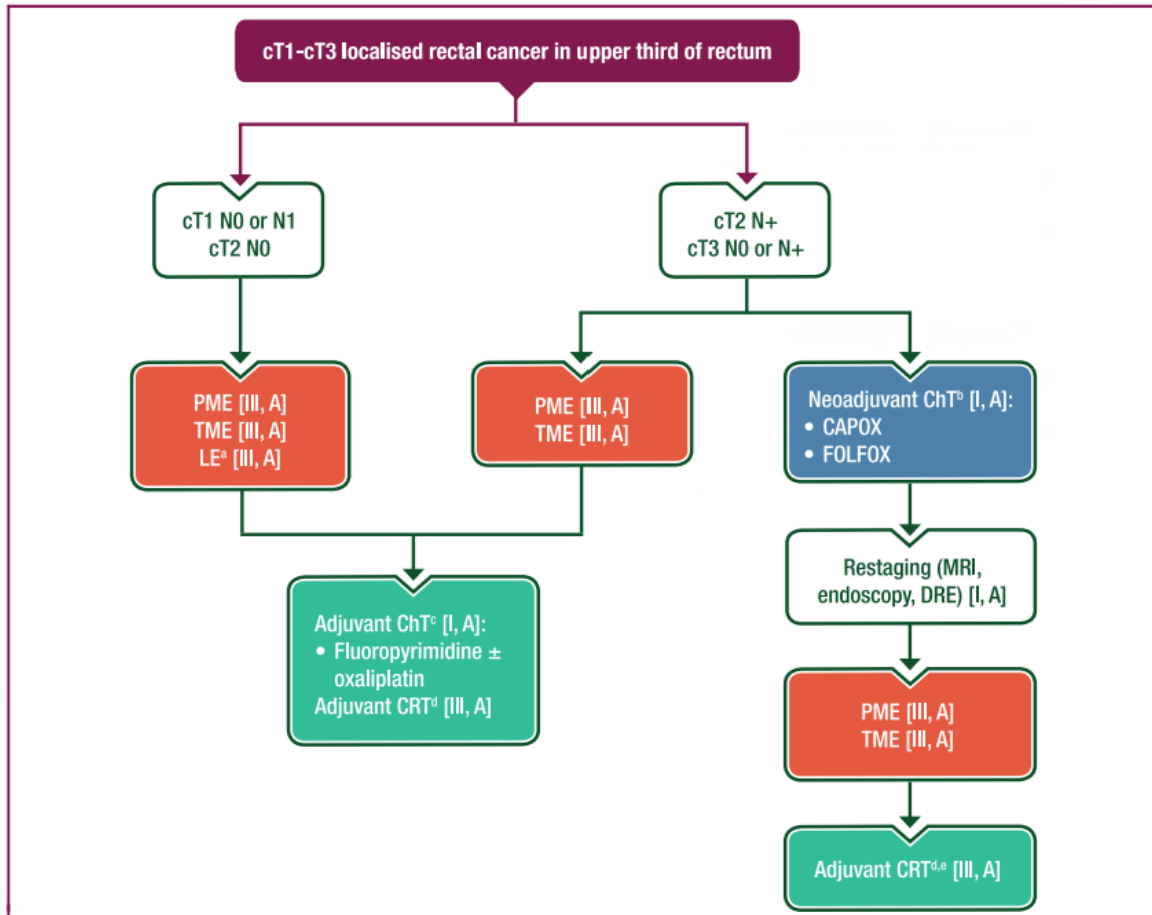 cT1-cT3 localised rectal cancer in upper third of rectum
cT1 N0 or N1
cT2 N0
cT2 N+
cT3 N0 or N+
PME [III, A]
TME [III, A]
LEᵃ [III, A]
PME [III, A]
TME [III, A]
Neoadjuvant ChTᵇ [I, A]:
• CAPOX
• FOLFOX
Restaging (MRI,
endoscopy, DRE) [I, A]
Adjuvant ChTᶜ [I, A]:
• Fluoropyrimidine ±
oxaliplatin
Adjuvant CRTᵈ [III, A]
PME [III, A]
TME [III, A]
Adjuvant CRTᵈ,ᵉ [III, A]